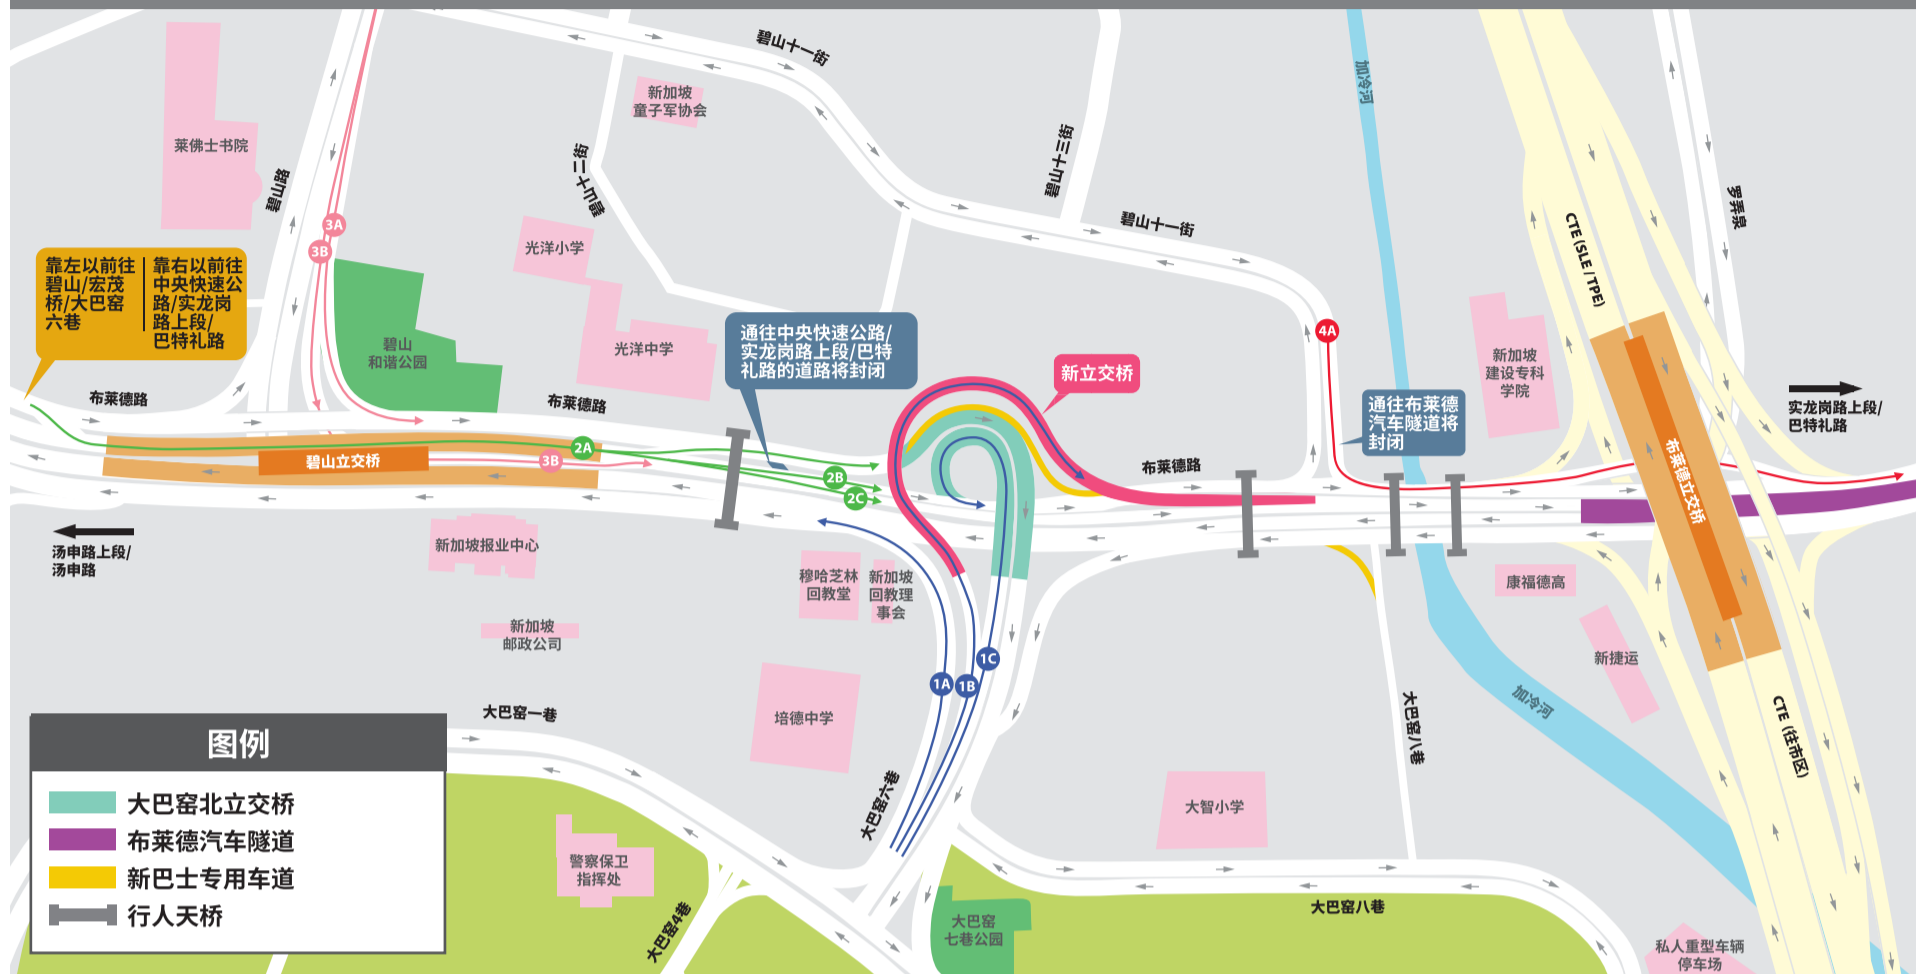 碧山十一街
加冷河
新加坡
童子军协会
莱佛士书院
碧山十二街
碧山十三街
碧山路
罗弄泉
3A
3B
碧山十一街
CTE (SLE / TPE)
光洋小学
靠左以前往
碧山/宏茂
桥/大巴窑
六巷
靠右以前往
中央快速公
路/实龙岗
路上段/
巴特礼路
碧山
和谐公园
光洋中学
通往中央快速公路/
实龙岗路上段/巴特
礼路的道路将封闭
4A
新立交桥
新加坡
建设专科
学院
通往布莱德
汽车隧道将
封闭
实龙岗路上段/
巴特礼路
布莱德路
布莱德路
2A
碧山立交桥
3B
2B
2C
布莱德路
布莱德立交桥
汤申路上段/
汤申路
新加坡报业中心
穆哈芝林
回教堂
新加坡
回教理
事会
康福德高
新加坡
邮政公司
新捷运
1A
1B
1C
加冷河
大巴窑一巷
培德中学
大巴窑八巷
CTE (往市区)
图例
大巴窑北立交桥
布莱德汽车隧道
新巴士专用车道
行人天桥
大巴窑六巷
大智小学
警察保卫
指挥处
大巴窑4巷
大巴窑
七巷公园
大巴窑八巷
私人重型车辆
停车场